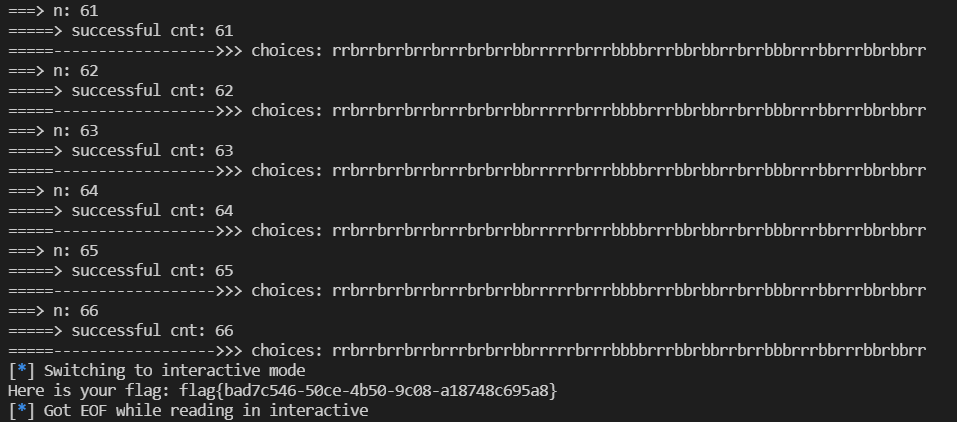 ===> n: 61
=====> successful cnt: 61
=====------------------>>> choices: rrbrrbrrbrrbrrrbrbrrbbrrrrrbrrrbbbbrrrbbrbbrrbrrbbbrrrbbrrrbbrbbrr
===> n: 62
=====> successful cnt: 62
=====------------------>>> choices: rrbrrbrrbrrbrrrbrbrrbbrrrrrbrrrbbbbrrrbbrbbrrbrrbbbrrrbbrrrbbrbbrr
===> n: 63
=====> successful cnt: 63
=====------------------>>> choices: rrbrrbrrbrrbrrrbrbrrbbrrrrrbrrrbbbbrrrbbrbbrrbrrbbbrrrbbrrrbbrbbrr
===> n: 64
=====> successful cnt: 64
=====------------------>>> choices: rrbrrbrrbrrbrrrbrbrrbbrrrrrbrrrbbbbrrrbbrbbrrbrrbbbrrrbbrrrbbrbbrr
===> n: 65
=====> successful cnt: 65
=====------------------>>> choices: rrbrrbrrbrrbrrrbrbrrbbrrrrrbrrrbbbbrrrbbrbbrrbrrbbbrrrbbrrrbbrbbrr
===> n: 66
=====> successful cnt: 66
=====------------------>>> choices: rrbrrbrrbrrbrrrbrbrrbbrrrrrbrrrbbbbrrrbbrbbrrbrrbbbrrrbbrrrbbrbbrr
[*] Switching to interactive mode
Here is your flag: flag{bad7c546-50ce-4b50-9c08-a18748c695a8}
[*] Got EOF while reading in interactive